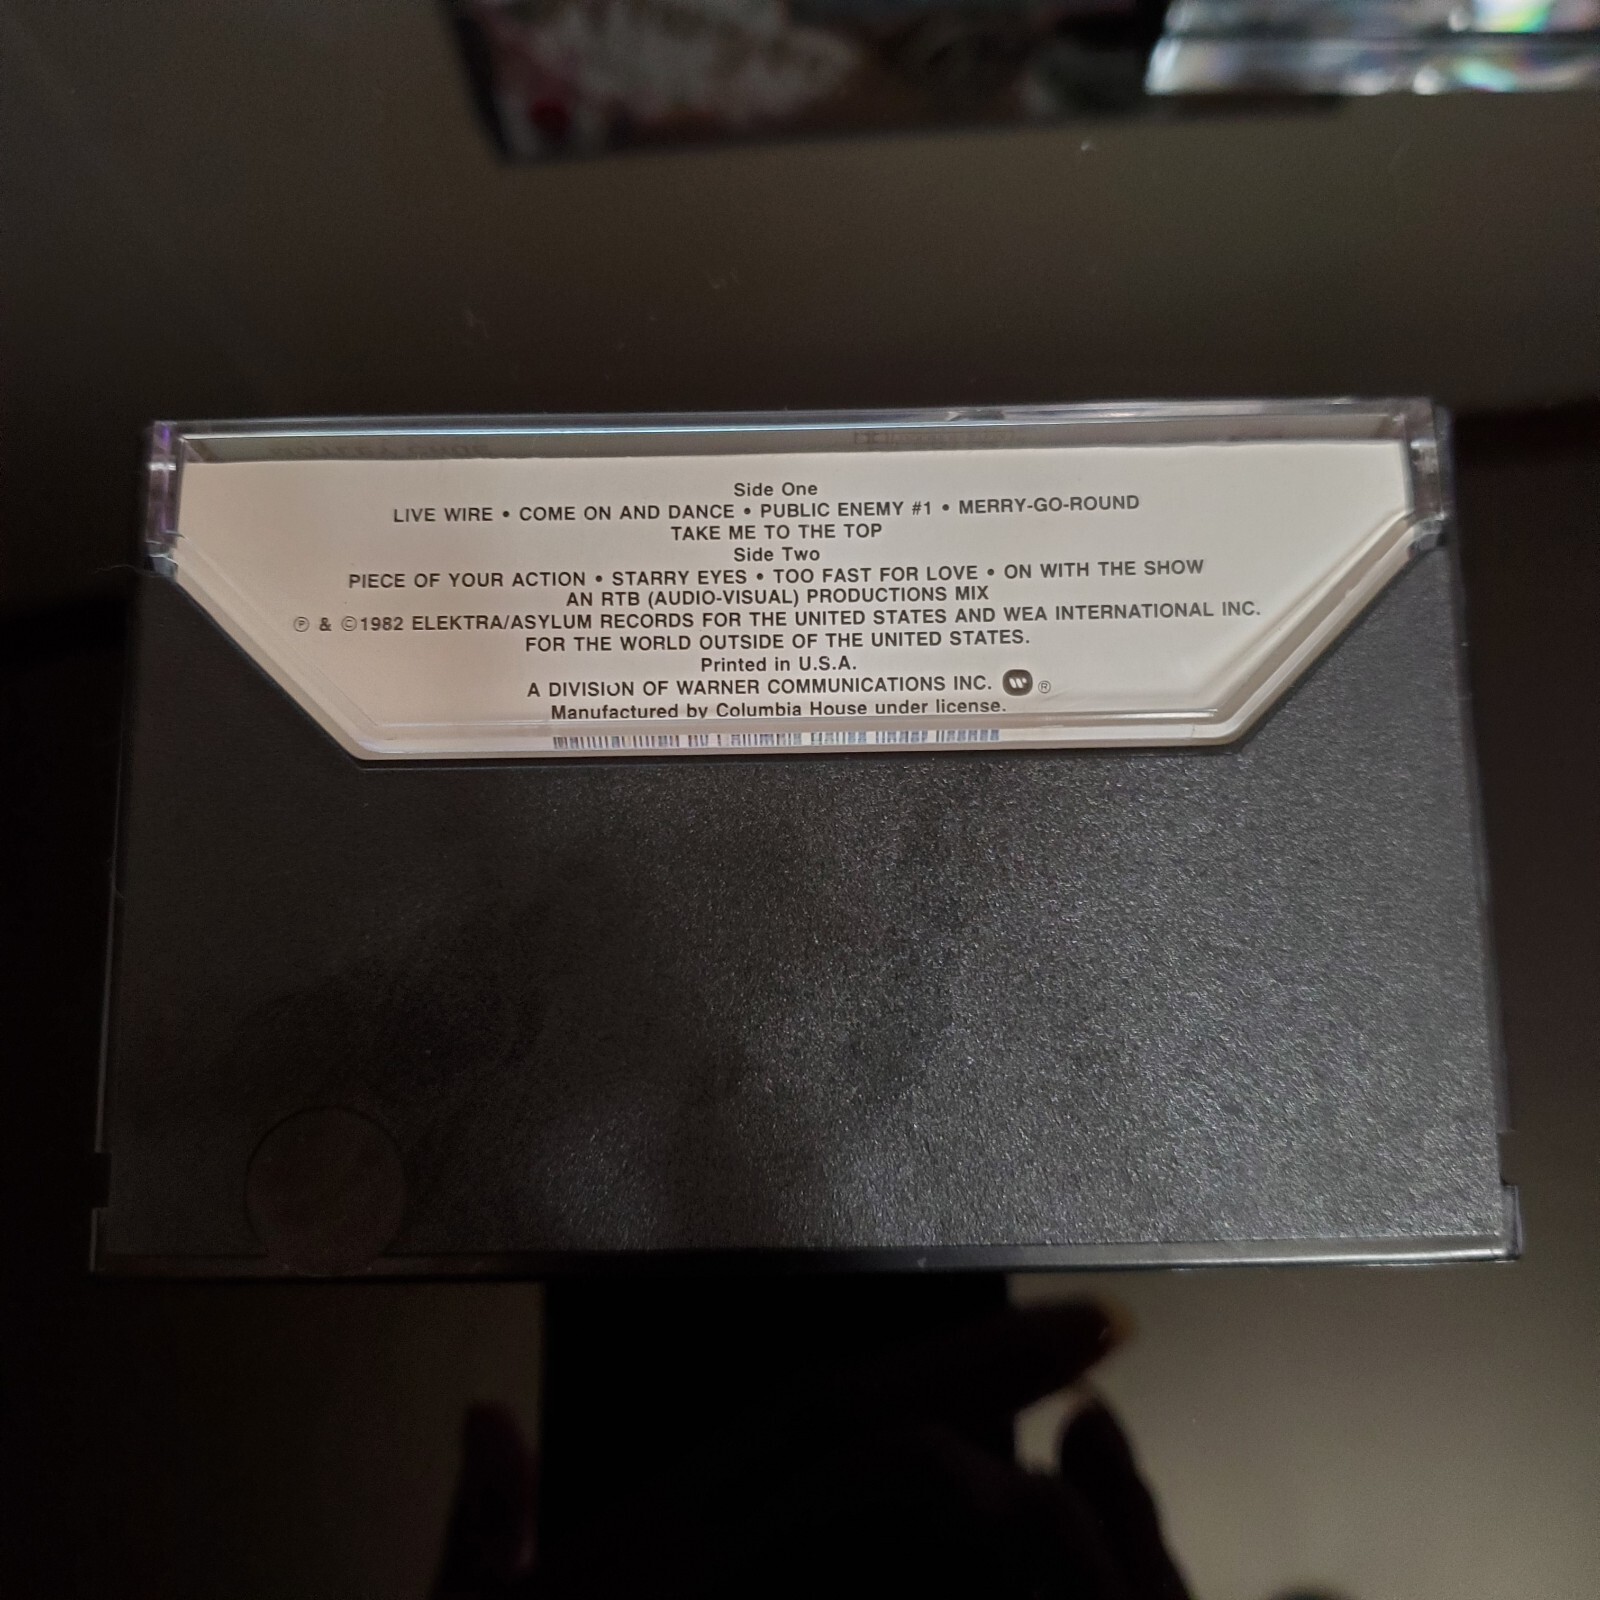 Side One
LIVE WIRE • COME ON AND DANCE • PUBLIC ENEMY #1 • MERRY-GO-ROUND
TAKE ME TO THE TOP
Side Two
PIECE OF YOUR ACTION • STARRY EYES • TOO FAST FOR LOVE • ON WITH THE SHOW
AN RTB (AUDIO-VISUAL) PRODUCTIONS MIX
℗ & ©1982 ELEKTRA/ASYLUM RECORDS FOR THE UNITED STATES AND WEA INTERNATIONAL INC.
FOR THE WORLD OUTSIDE OF THE UNITED STATES.
Printed in U.S.A.
A DIVISION OF WARNER COMMUNICATIONS INC. ®
Manufactured by Columbia House under license.